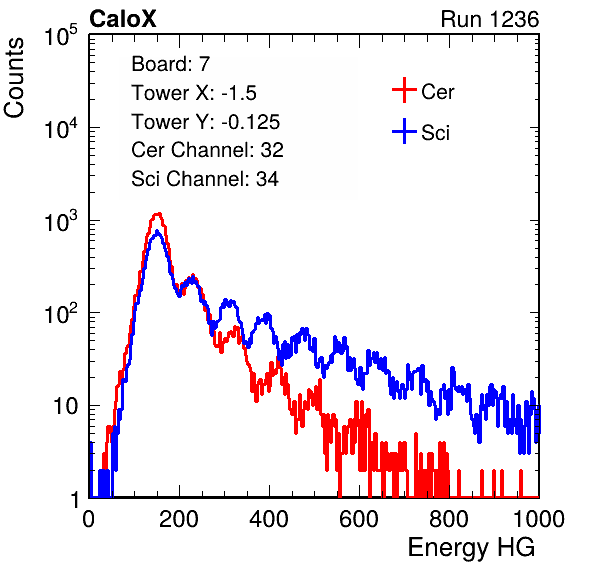 CaloX Run 1236
Counts
Board: 7
Tower X: -1.5
Tower Y: -0.125
Cer Channel: 32
Sci Channel: 34
Cer
Sci
10^5
10^4
10^3
10^2
10
1
0 200 400 600 800 1000
Energy HG